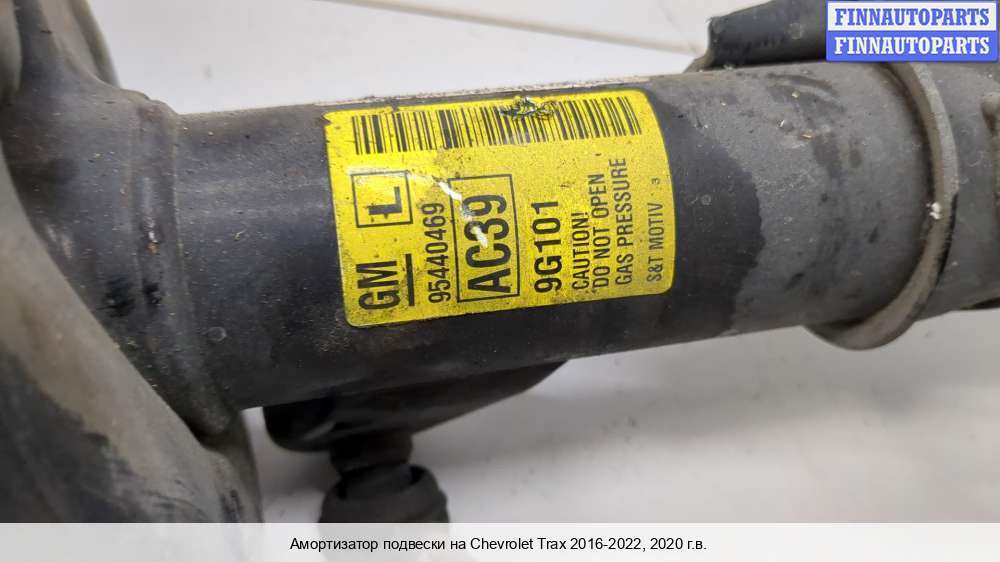 FINNAUTOPARTS
FINNAUTOPARTS
GM L
95440469
AC39
9G101
CAUTION!
DO NOT OPEN
GAS PRESSURE
S&T MOTIV 3
Амортизатор подвески на Chevrolet Trax 2016-2022, 2020 г.в.